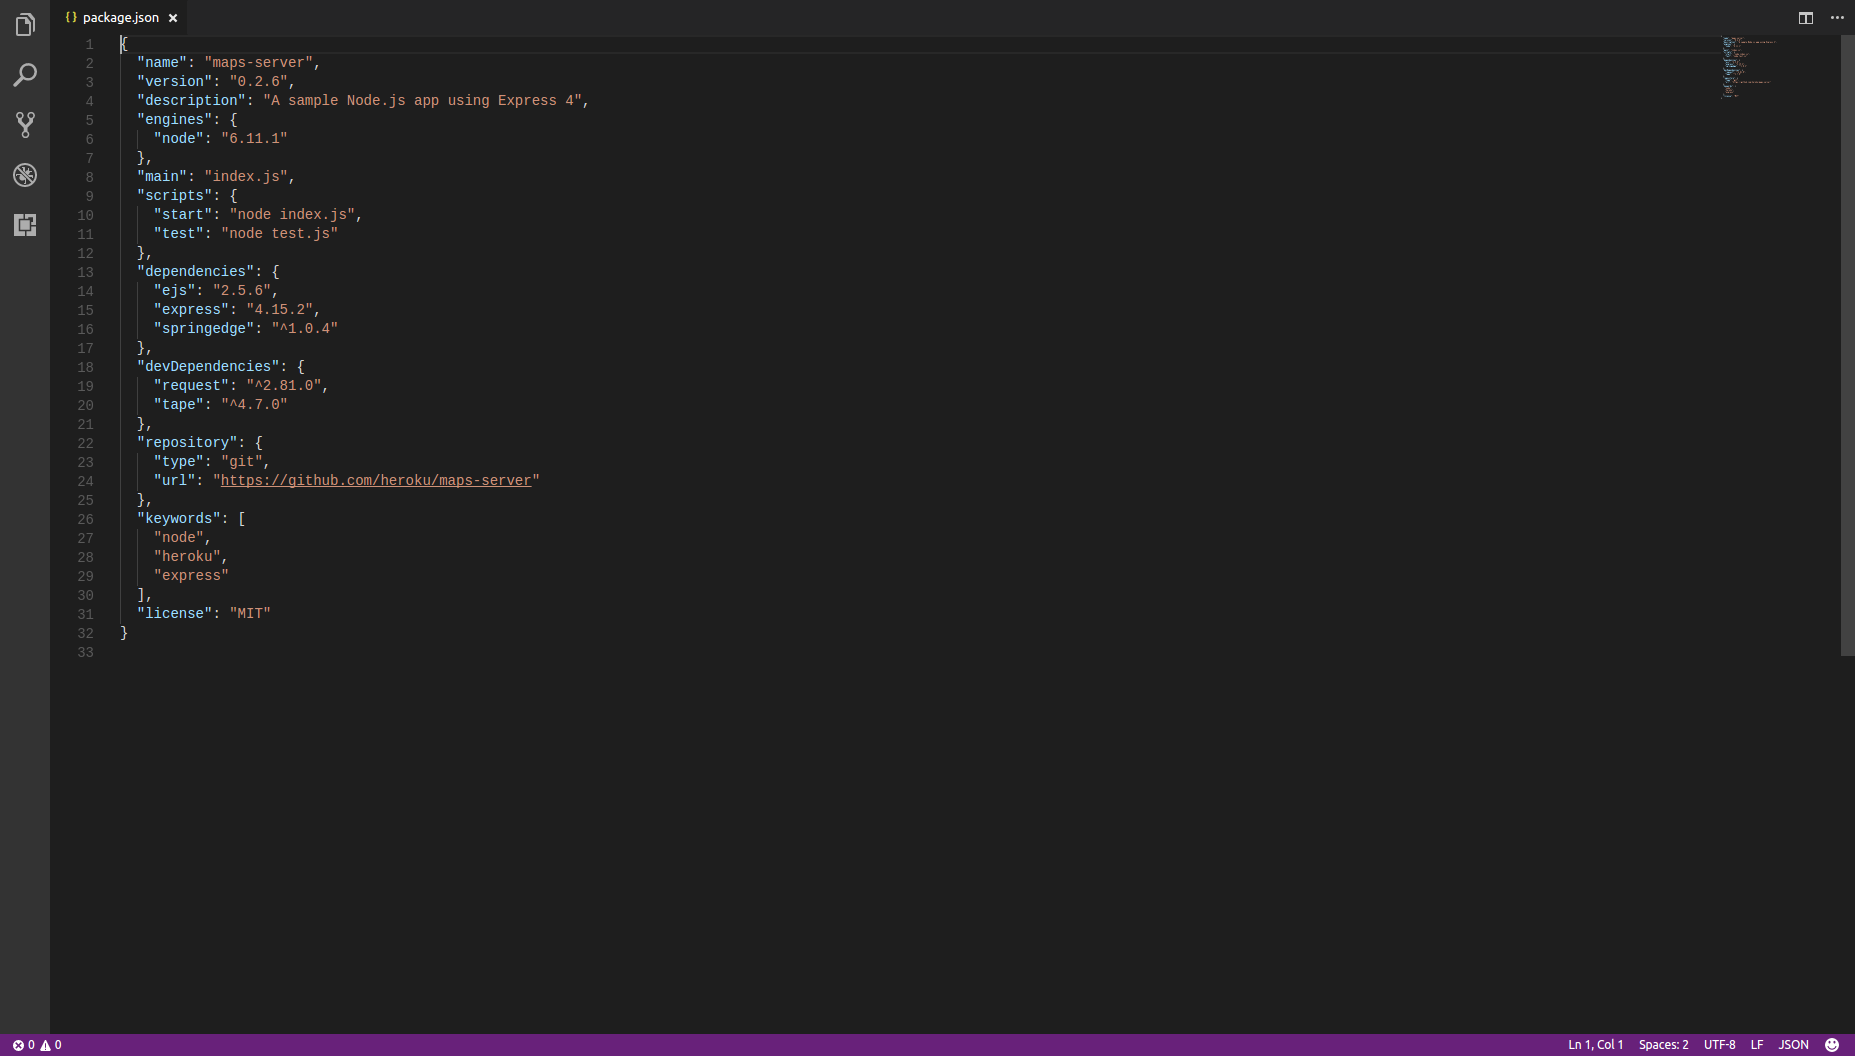 {} package.json ×
1 {
2   "name": "maps-server",
3   "version": "0.2.6",
4   "description": "A sample Node.js app using Express 4",
5   "engines": {
6     "node": "6.11.1"
7   },
8   "main": "index.js",
9   "scripts": {
10     "start": "node index.js",
11     "test": "node test.js"
12   },
13   "dependencies": {
14     "ejs": "2.5.6",
15     "express": "4.15.2",
16     "springedge": "^1.0.4"
17   },
18   "devDependencies": {
19     "request": "^2.81.0",
20     "tape": "^4.7.0"
21   },
22   "repository": {
23     "type": "git",
24     "url": "https://github.com/heroku/maps-server"
25   },
26   "keywords": [
27     "node",
28     "heroku",
29     "express"
30   ],
31   "license": "MIT"
32 }
33
0 0 Ln 1, Col 1 Spaces: 2 UTF-8 LF JSON